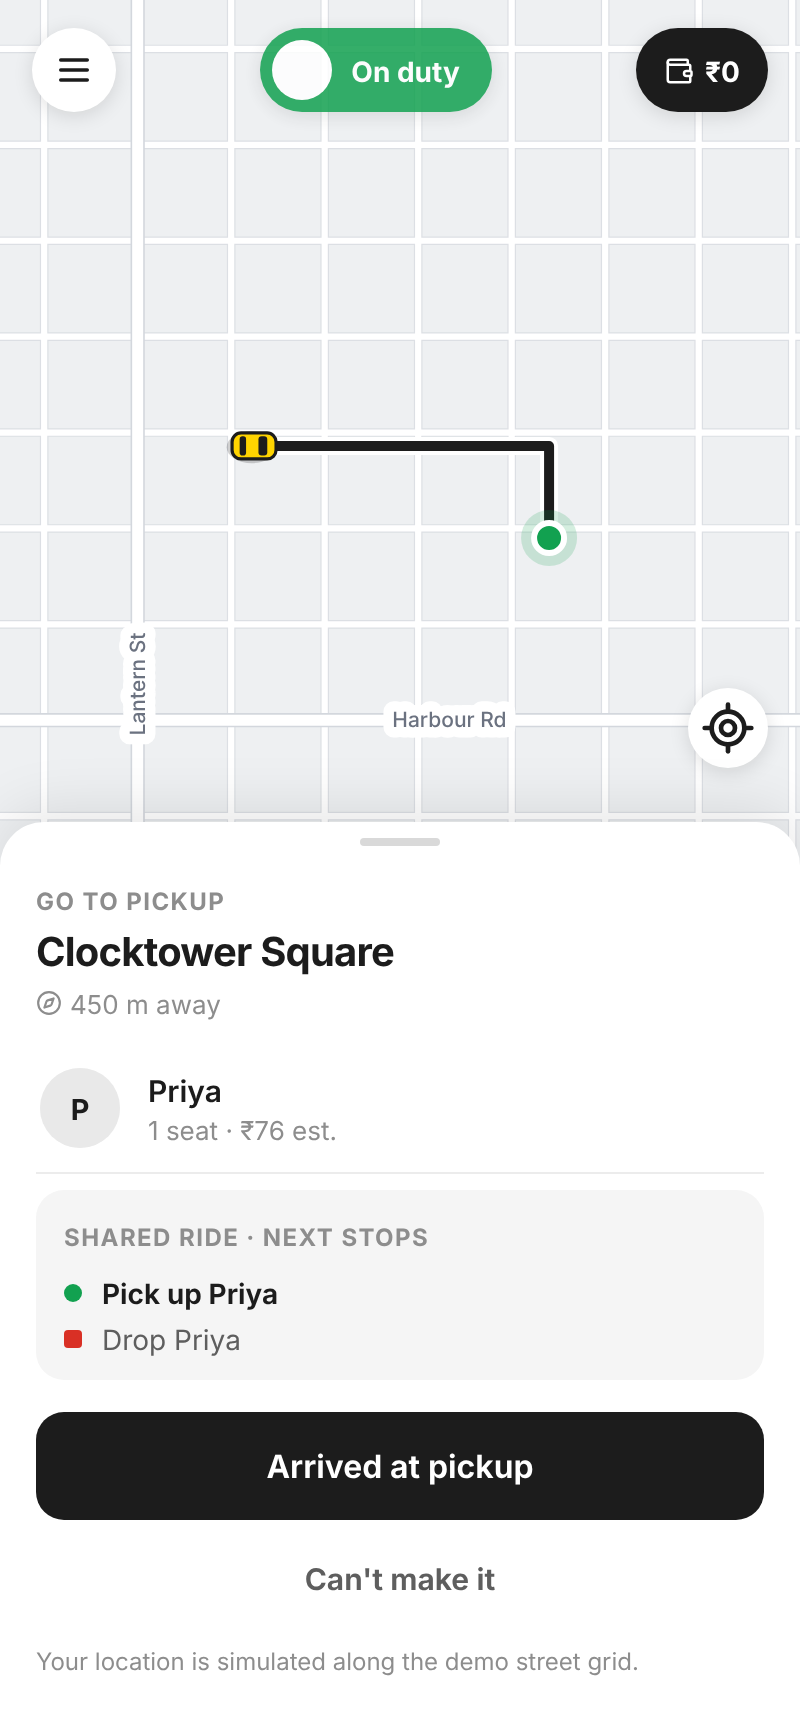 On duty
₹0
Lantern St
Harbour Rd
GO TO PICKUP
Clocktower Square
450 m away
P
Priya
1 seat · ₹76 est.
SHARED RIDE · NEXT STOPS
Pick up Priya
Drop Priya
Arrived at pickup
Can't make it
Your location is simulated along the demo street grid.